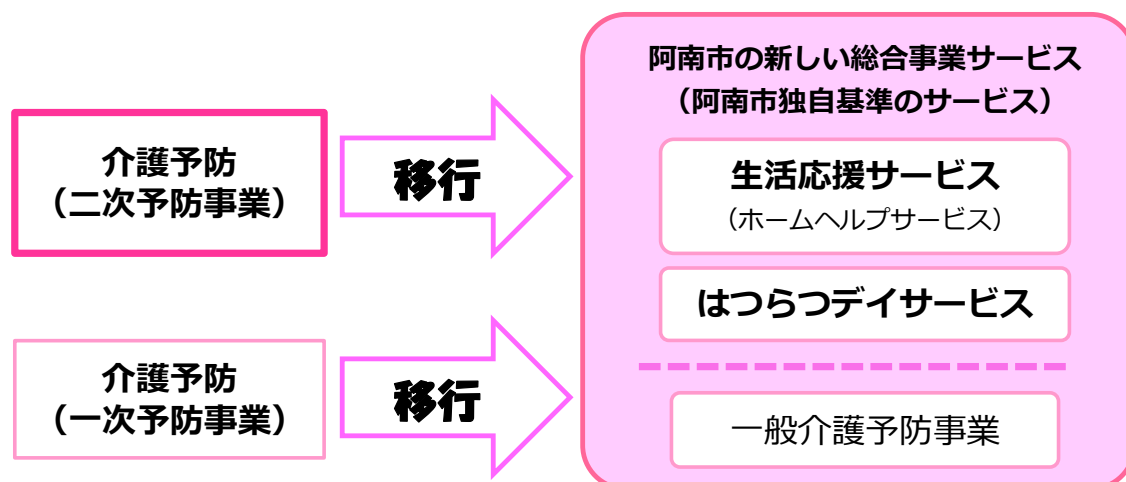 介護予防
（二次予防事業）
移行
介護予防
（一次予防事業）
移行
阿南市の新しい総合事業サービス
（阿南市独自基準のサービス）
生活応援サービス
（ホームヘルプサービス）
はつらつデイサービス
一般介護予防事業